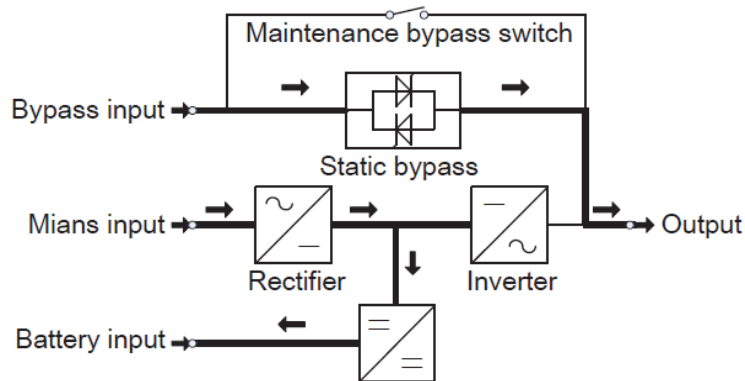 Maintenance bypass switch
Bypass input
Static bypass
Mians input
Output
Rectifier
Inverter
Battery input